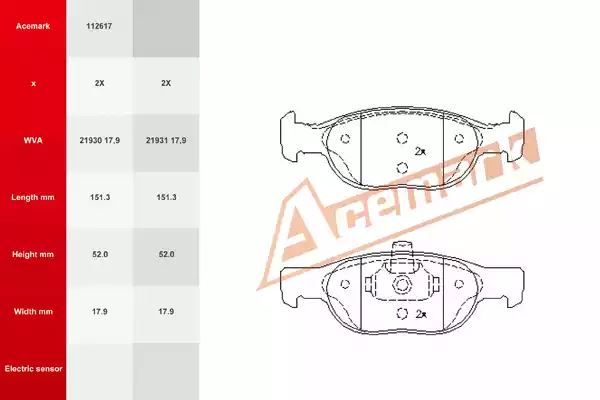 Acemark 112617
x 2X 2X
WVA 21930 17,9 21931 17,9
Length mm 151.3 151.3
Height mm 52.0 52.0
Width mm 17.9 17.9
Electric sensor
2x
Acemark
2x